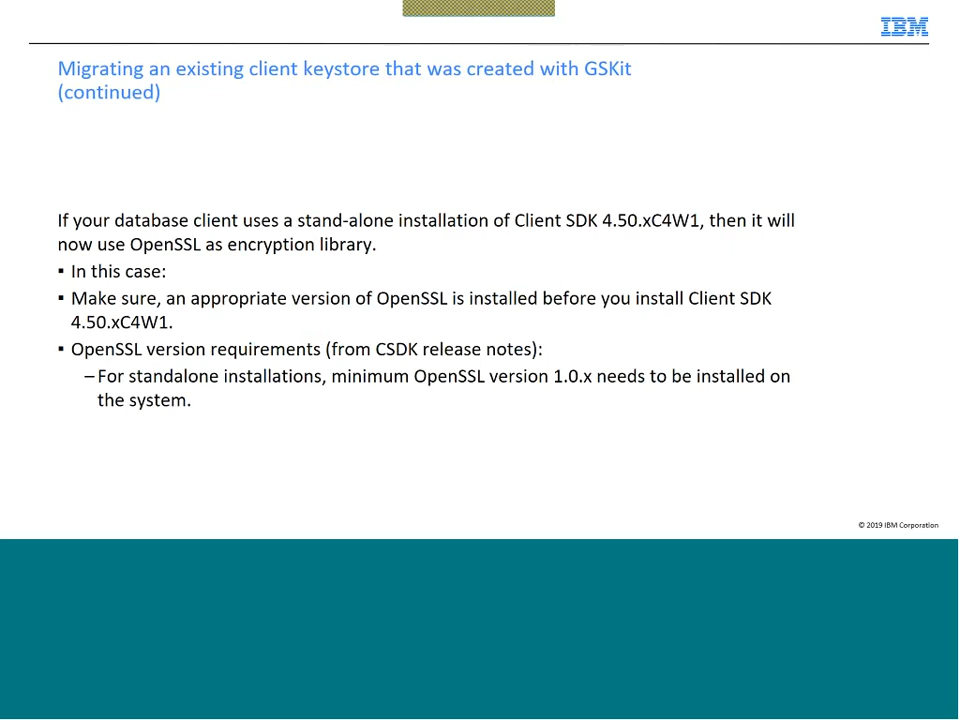 IBM
Migrating an existing client keystore that was created with GSKit
(continued)
If your database client uses a stand-alone installation of Client SDK 4.50.xC4W1, then it will
now use OpenSSL as encryption library.
▪ In this case:
▪ Make sure, an appropriate version of OpenSSL is installed before you install Client SDK
4.50.xC4W1.
▪ OpenSSL version requirements (from CSDK release notes):
–For standalone installations, minimum OpenSSL version 1.0.x needs to be installed on
the system.
© 2019 IBM Corporation